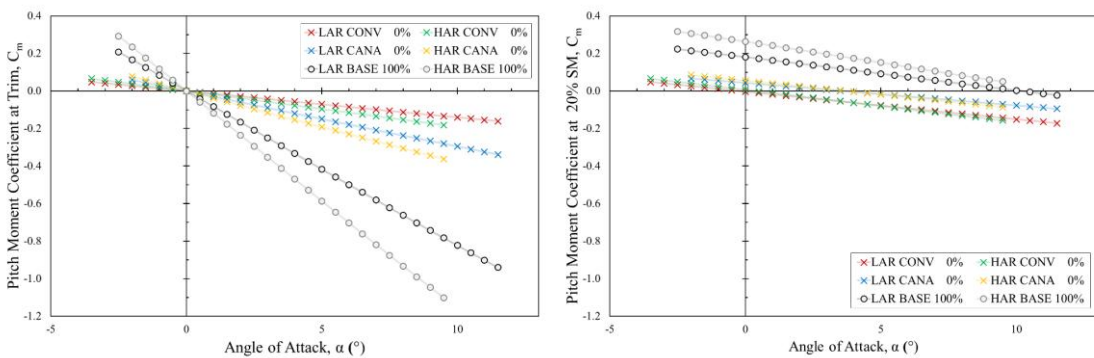 Pitch Moment Coefficient at Trim, Cm
0.4
0.2
0.0
-0.2
-0.4
-0.6
-0.8
-1.0
-1.2
-5 0 5 10
Angle of Attack, α (°)
LAR CONV 0% HAR CONV 0%
LAR CANA 0% HAR CANA 0%
LAR BASE 100% HAR BASE 100%
Pitch Moment Coefficient at 20% SM, Cm
0.4
0.2
0.0
-0.2
-0.4
-0.6
-0.8
-1.0
-1.2
-5 0 5 10
Angle of Attack, α (°)
LAR CONV 0% HAR CONV 0%
LAR CANA 0% HAR CANA 0%
LAR BASE 100% HAR BASE 100%